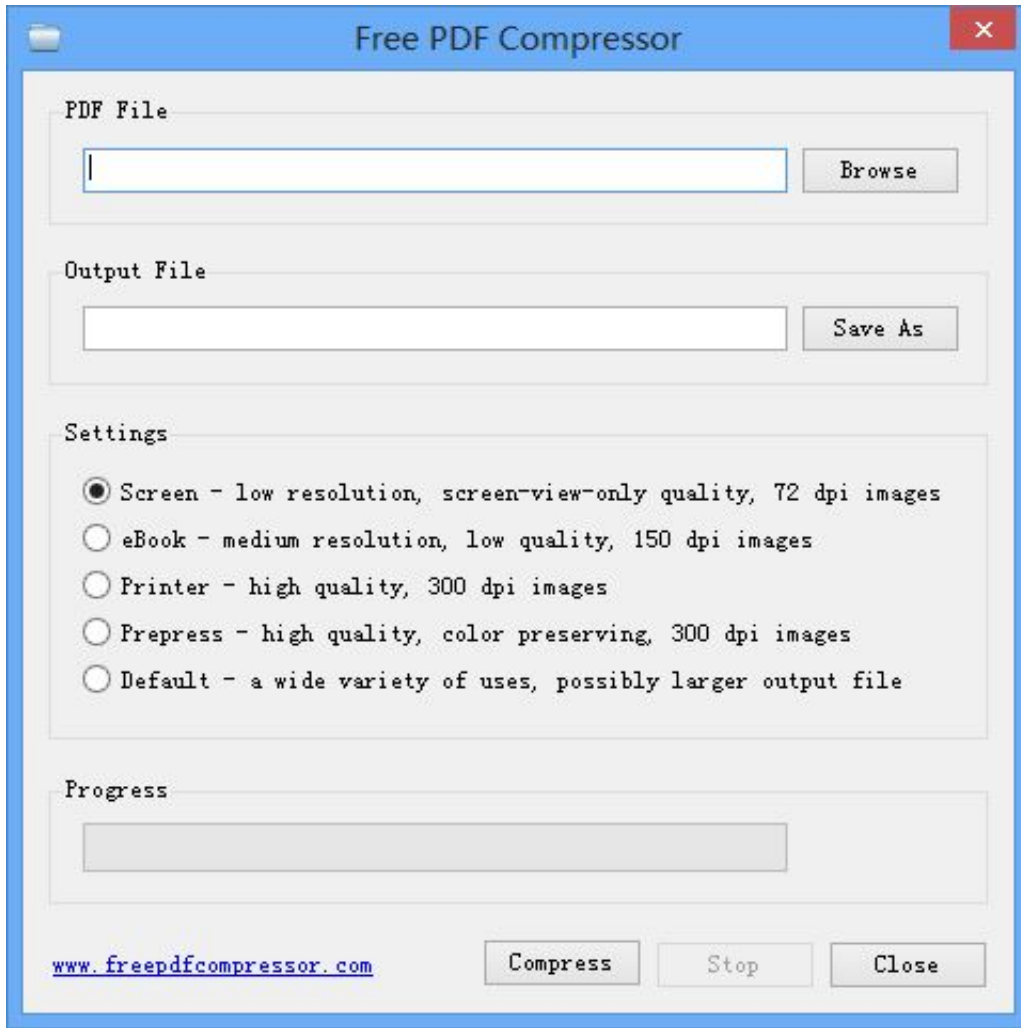 Free PDF Compressor
PDF File
Browse
Output File
Save As
Settings
Screen - low resolution, screen-view-only quality, 72 dpi images
eBook - medium resolution, low quality, 150 dpi images
Printer - high quality, 300 dpi images
Prepress - high quality, color preserving, 300 dpi images
Default - a wide variety of uses, possibly larger output file
Progress
www.freepdfcompressor.com Compress Stop Close